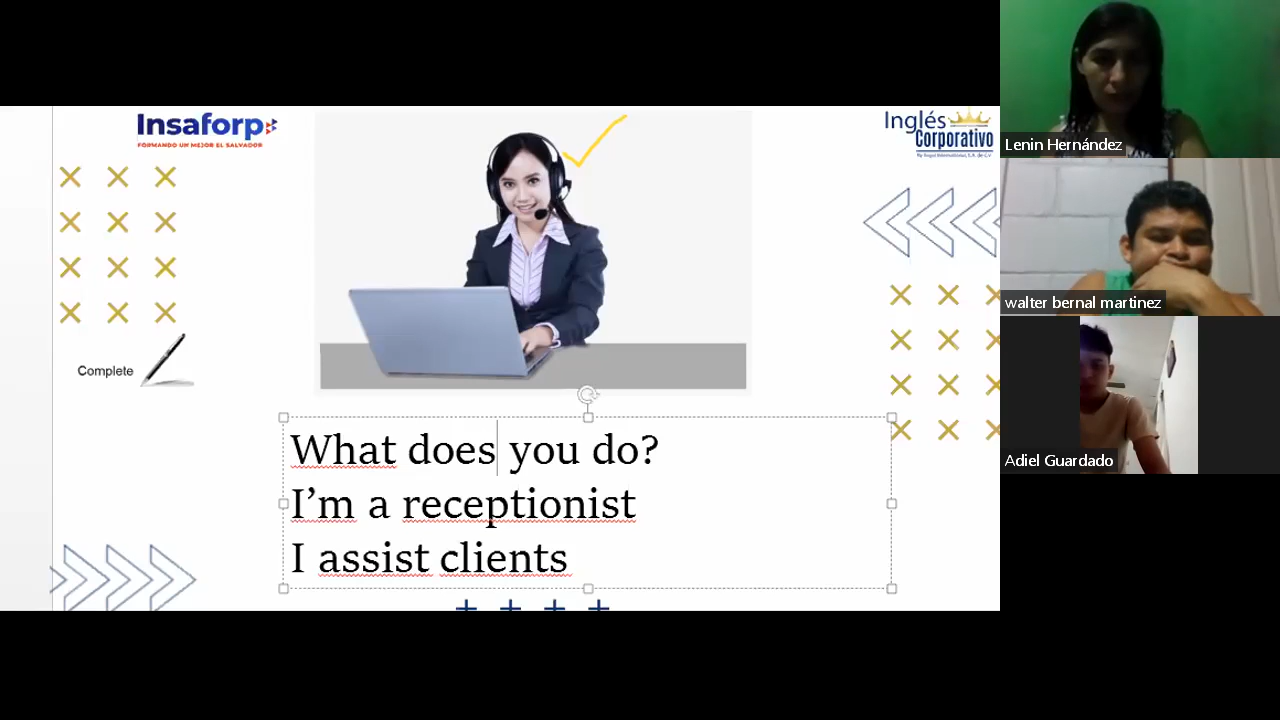 Insaforp
FORMANDO UN MEJOR EL SALVADOR
Inglés
Corporativo
Complete
What does you do?
I'm a receptionist
I assist clients
Lenin Hernández
walter bernal martinez
Adiel Guardado